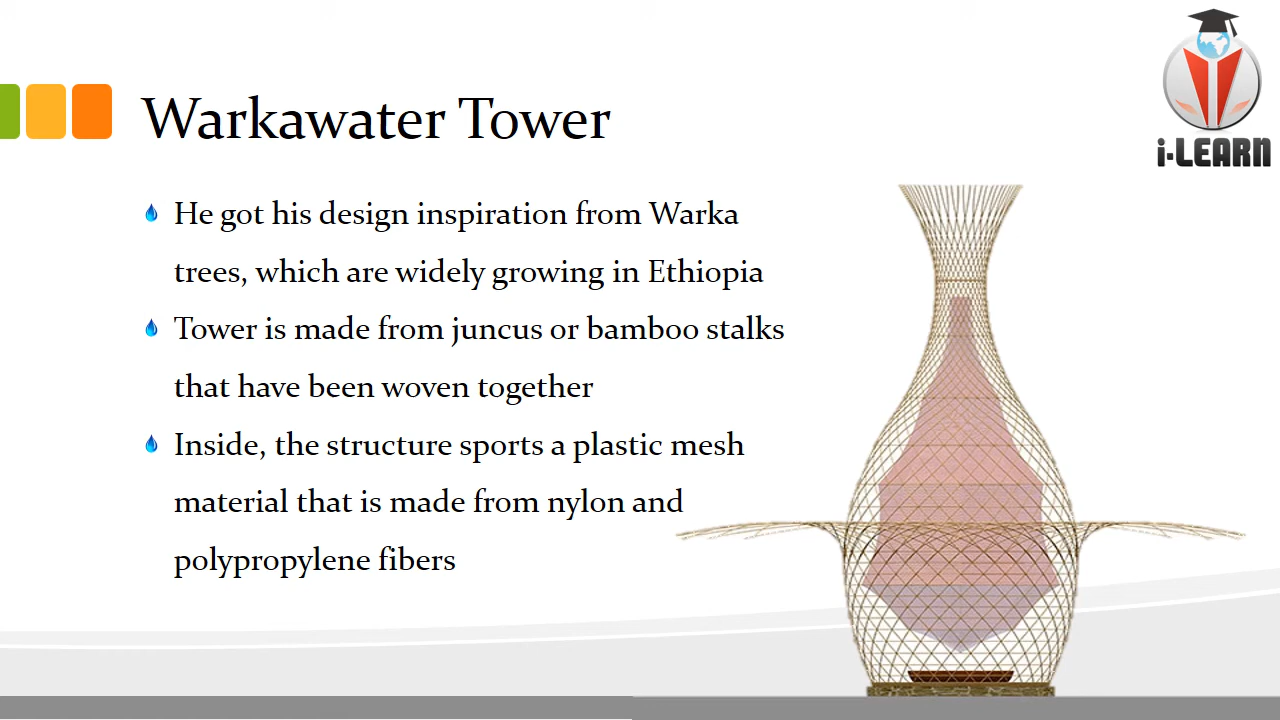 Warkawater Tower
i-LEARN
He got his design inspiration from Warka
trees, which are widely growing in Ethiopia
Tower is made from juncus or bamboo stalks
that have been woven together
Inside, the structure sports a plastic mesh
material that is made from nylon and
polypropylene fibers